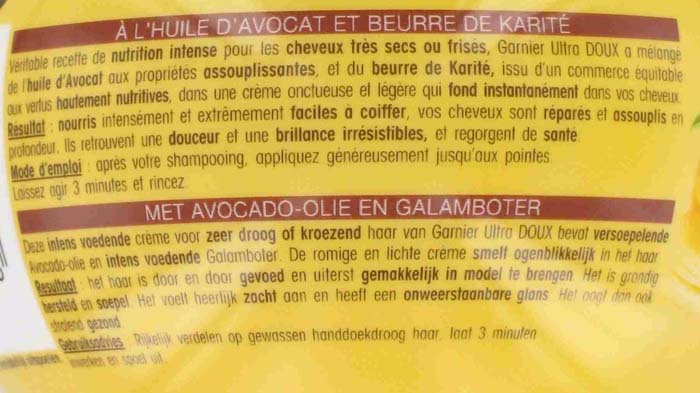 À L'HUILE D'AVOCAT ET BEURRE DE KARITÉ
Véritable recette de nutrition intense pour les cheveux très secs ou frisés, Garnier Ultra DOUX a mélangé
de l'huile d'Avocat aux propriétés assouplissantes, et du beurre de Karité, issu d'un commerce équitable
aux vertus hautement nutritives, dans une crème onctueuse et légère qui fond instantanément dans vos cheveux.
Résultat : nourris intensément et extrêmement faciles à coiffer, vos cheveux sont réparés et assouplis en
profondeur. Ils retrouvent une douceur et une brillance irrésistibles, et regorgent de santé.
Mode d'emploi : après votre shampooing, appliquez généreusement jusqu'aux pointes.
Laissez agir 3 minutes et rincez.
MET AVOCADO-OLIE EN GALAMBOTER
Deze intens voedende crème voor zeer droog of kroezend haar van Garnier Ultra DOUX bevat versoepelende
Avocado-olie en intens voedende Galamboter. De romige en lichte crème smelt ogenblikkelijk in het haar.
Resultaat : het haar is door en door gevoed en uiterst gemakkelijk in model te brengen. Het is grondig
hersteld en soepel. Het voelt heerlijk zacht aan en heeft een onweerstaanbare glans. Het oogt dan ook
stralend gezond.
Gebruiksadvies : Rijkelijk verdelen op gewassen handdoekdroog haar, laat 3 minuten
inwerken en spoel uit.